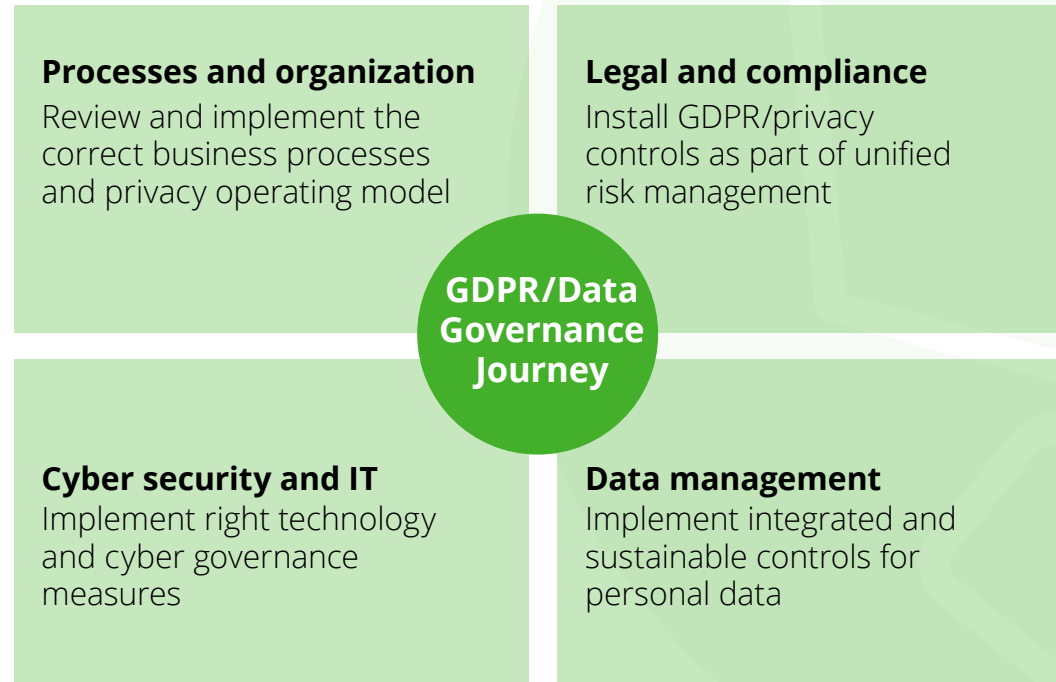 Processes and organization
Review and implement the
correct business processes
and privacy operating model
Legal and compliance
Install GDPR/privacy
controls as part of unified
risk management
GDPR/Data
Governance
Journey
Cyber security and IT
Implement right technology
and cyber governance
measures
Data management
Implement integrated and
sustainable controls for
personal data